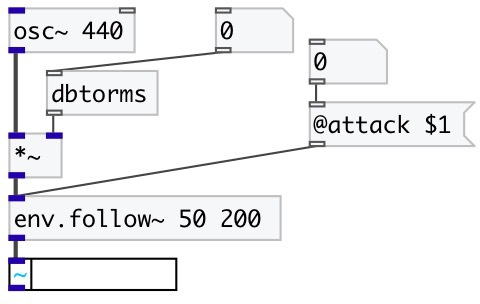 osc~ 440
0
0
dbtorms
@attack $1
*~
env.follow~ 50 200
~